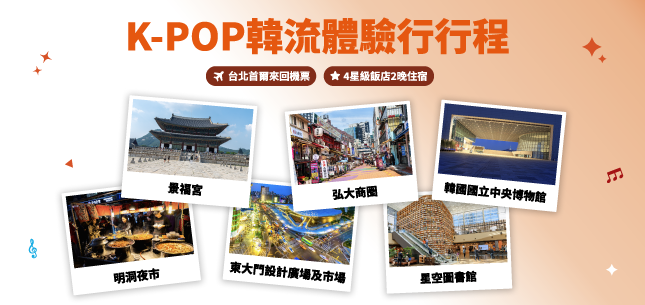 K-POP韓流體驗行行程
台北首爾來回機票
4星級飯店2晚住宿
景福宮
弘大商圈
韓國國立中央博物館
明洞夜市
東大門設計廣場及市場
星空圖書館